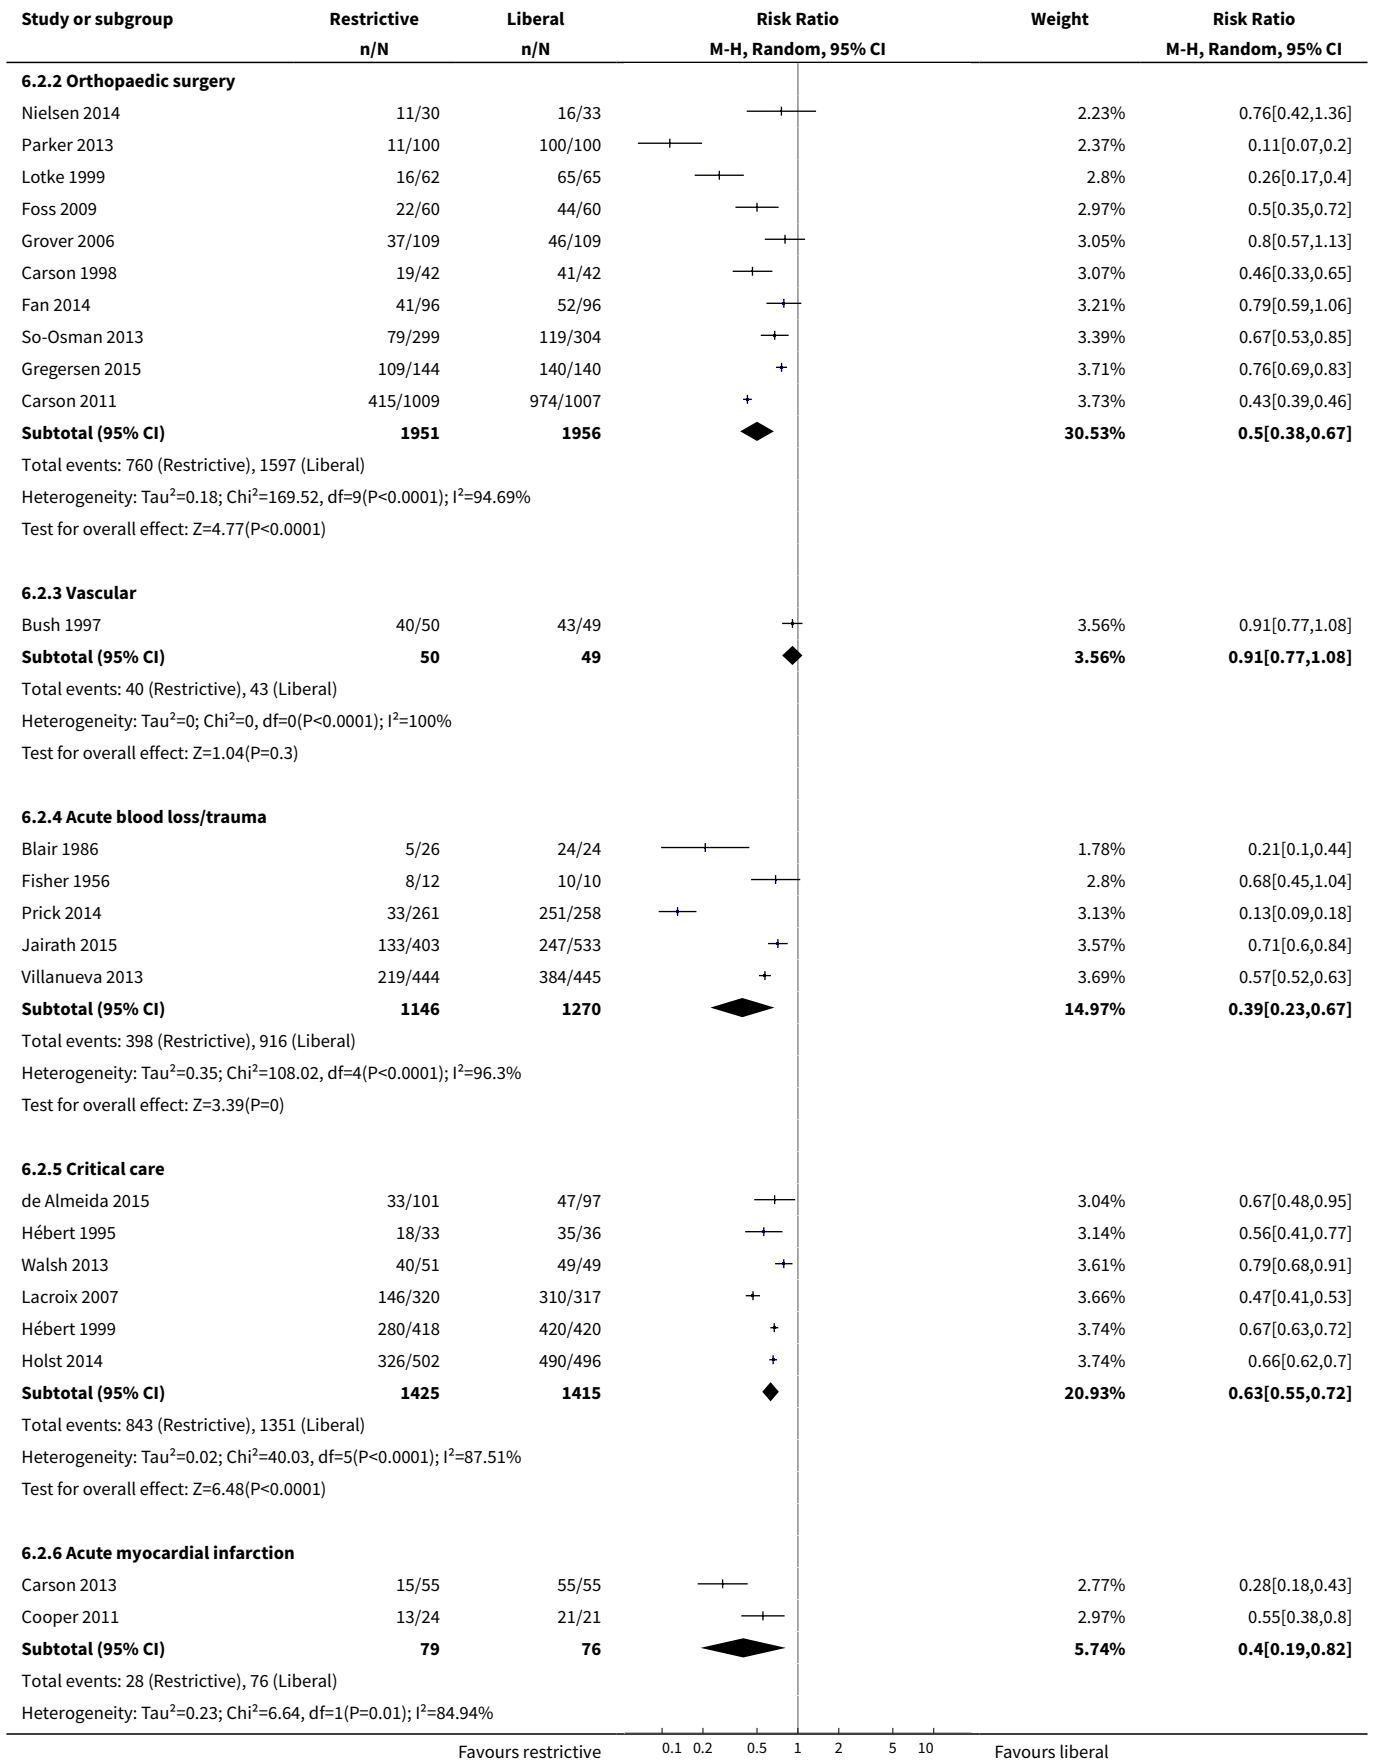 Study or subgroup Restrictive Liberal Risk Ratio Weight Risk Ratio
n/N n/N M-H, Random, 95% CI M-H, Random, 95% CI
6.2.2 Orthopaedic surgery
Nielsen 2014 11/30 16/33 2.23% 0.76[0.42,1.36]
Parker 2013 11/100 100/100 2.37% 0.11[0.07,0.2]
Lotke 1999 16/62 65/65 2.8% 0.26[0.17,0.4]
Foss 2009 22/60 44/60 2.97% 0.5[0.35,0.72]
Grover 2006 37/109 46/109 3.05% 0.8[0.57,1.13]
Carson 1998 19/42 41/42 3.07% 0.46[0.33,0.65]
Fan 2014 41/96 52/96 3.21% 0.79[0.59,1.06]
So-Osman 2013 79/299 119/304 3.39% 0.67[0.53,0.85]
Gregersen 2015 109/144 140/140 3.71% 0.76[0.69,0.83]
Carson 2011 415/1009 974/1007 3.73% 0.43[0.39,0.46]
Subtotal (95% CI) 1951 1956 30.53% 0.5[0.38,0.67]
Total events: 760 (Restrictive), 1597 (Liberal)
Heterogeneity: Tau²=0.18; Chi²=169.52, df=9(P<0.0001); I²=94.69%
Test for overall effect: Z=4.77(P<0.0001)
6.2.3 Vascular
Bush 1997 40/50 43/49 3.56% 0.91[0.77,1.08]
Subtotal (95% CI) 50 49 3.56% 0.91[0.77,1.08]
Total events: 40 (Restrictive), 43 (Liberal)
Heterogeneity: Tau²=0; Chi²=0, df=0(P<0.0001); I²=100%
Test for overall effect: Z=1.04(P=0.3)
6.2.4 Acute blood loss/trauma
Blair 1986 5/26 24/24 1.78% 0.21[0.1,0.44]
Fisher 1956 8/12 10/10 2.8% 0.68[0.45,1.04]
Prick 2014 33/261 251/258 3.13% 0.13[0.09,0.18]
Jairath 2015 133/403 247/533 3.57% 0.71[0.6,0.84]
Villanueva 2013 219/444 384/445 3.69% 0.57[0.52,0.63]
Subtotal (95% CI) 1146 1270 14.97% 0.39[0.23,0.67]
Total events: 398 (Restrictive), 916 (Liberal)
Heterogeneity: Tau²=0.35; Chi²=108.02, df=4(P<0.0001); I²=96.3%
Test for overall effect: Z=3.39(P=0)
6.2.5 Critical care
de Almeida 2015 33/101 47/97 3.04% 0.67[0.48,0.95]
Hébert 1995 18/33 35/36 3.14% 0.56[0.41,0.77]
Walsh 2013 40/51 49/49 3.61% 0.79[0.68,0.91]
Lacroix 2007 146/320 310/317 3.66% 0.47[0.41,0.53]
Hébert 1999 280/418 420/420 3.74% 0.67[0.63,0.72]
Holst 2014 326/502 490/496 3.74% 0.66[0.62,0.7]
Subtotal (95% CI) 1425 1415 20.93% 0.63[0.55,0.72]
Total events: 843 (Restrictive), 1351 (Liberal)
Heterogeneity: Tau²=0.02; Chi²=40.03, df=5(P<0.0001); I²=87.51%
Test for overall effect: Z=6.48(P<0.0001)
6.2.6 Acute myocardial infarction
Carson 2013 15/55 55/55 2.77% 0.28[0.18,0.43]
Cooper 2011 13/24 21/21 2.97% 0.55[0.38,0.8]
Subtotal (95% CI) 79 76 5.74% 0.4[0.19,0.82]
Total events: 28 (Restrictive), 76 (Liberal)
Heterogeneity: Tau²=0.23; Chi²=6.64, df=1(P=0.01); I²=84.94%
Favours restrictive 0.1 0.2 0.5 1 2 5 10 Favours liberal